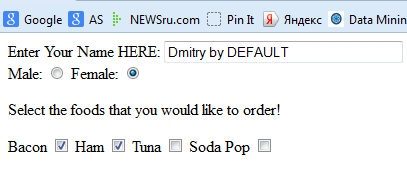 Google AS NEWSru.com Pin It Яндекс Data Minin
Enter Your Name HERE: Dmitry by DEFAULT
Male: Female:
Select the foods that you would like to order!
Bacon Ham Tuna Soda Pop